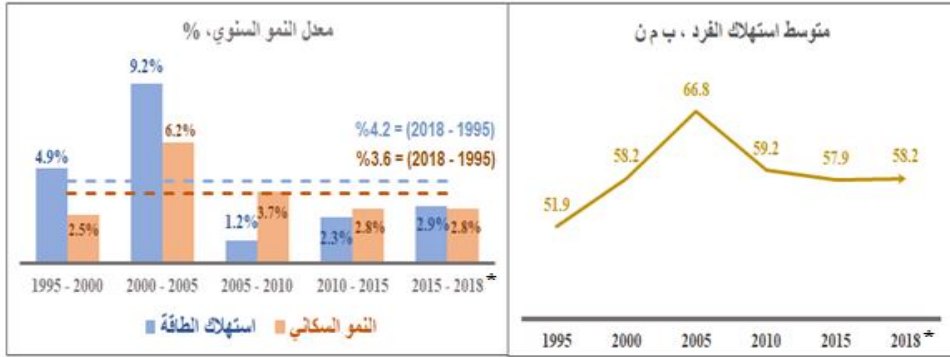 معدل النمو السنوي، %
9.2%
6.2%
4.9%
%4.2 = (2018 - 1995)
%3.6 = (2018 - 1995)
2.5%
1.2%
3.7%
2.3%
2.8%
2.9%
2.8%
1995 - 2000
2000 - 2005
2005 - 2010
2010 - 2015
2015 - 2018 *
استهلاك الطاقة
النمو السكاني
متوسط استهلاك الفرد ، ب م ن
51.9
58.2
66.8
59.2
57.9
58.2
1995
2000
2005
2010
2015
2018 *